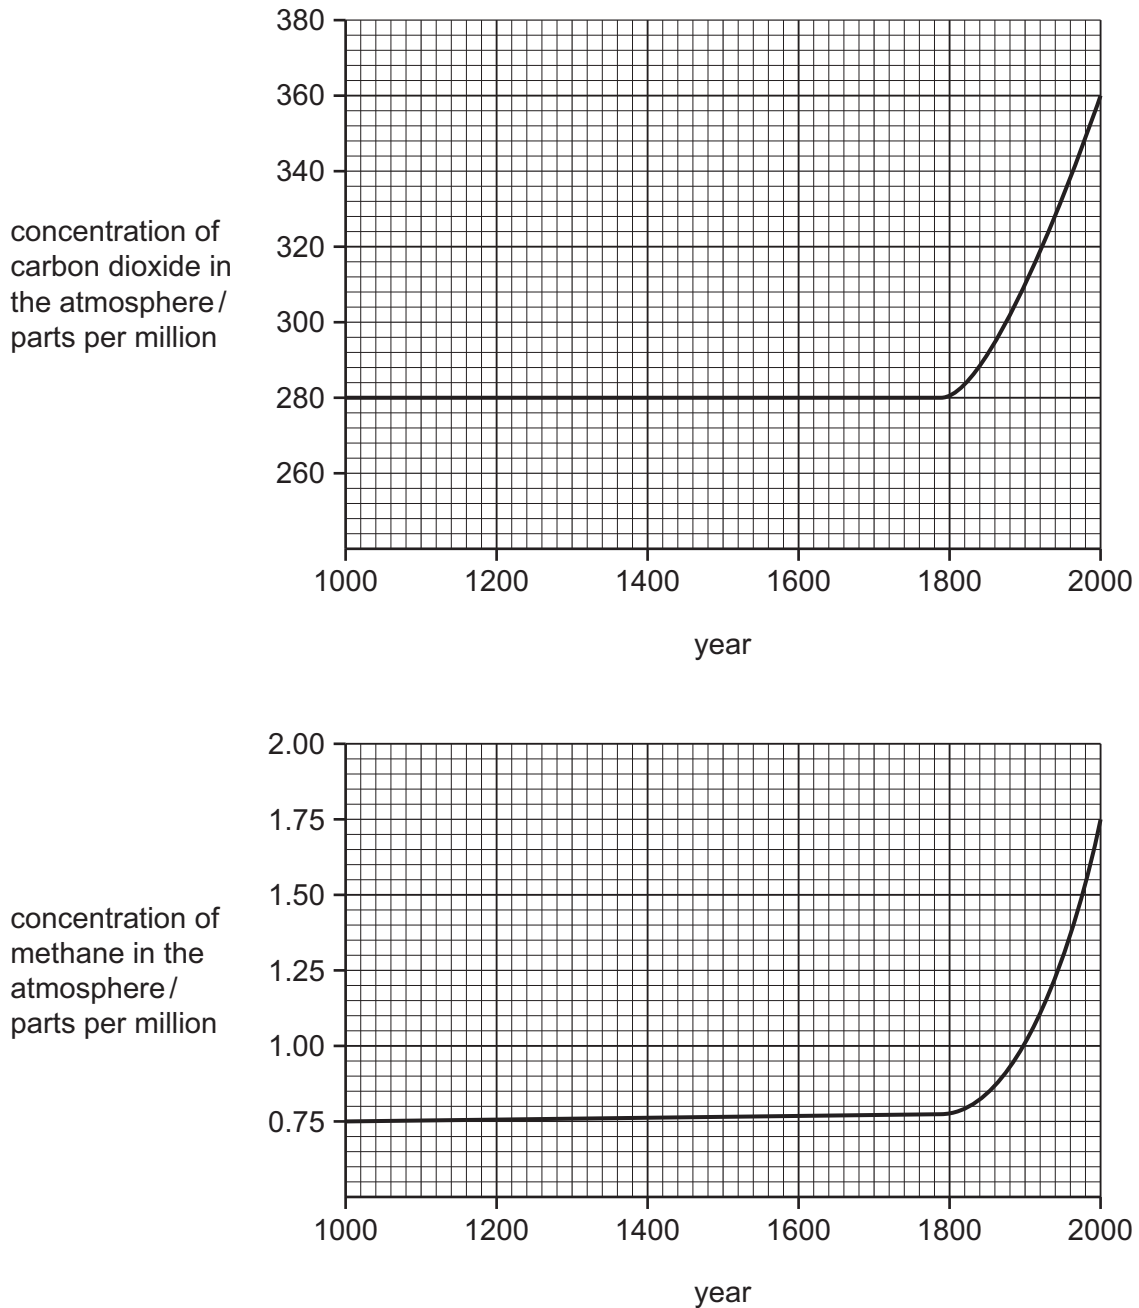 380
360
340
320
300
280
260
concentration of
carbon dioxide in
the atmosphere /
parts per million
1000 1200 1400 1600 1800 2000
year
2.00
1.75
1.50
1.25
1.00
0.75
concentration of
methane in the
atmosphere /
parts per million
1000 1200 1400 1600 1800 2000
year